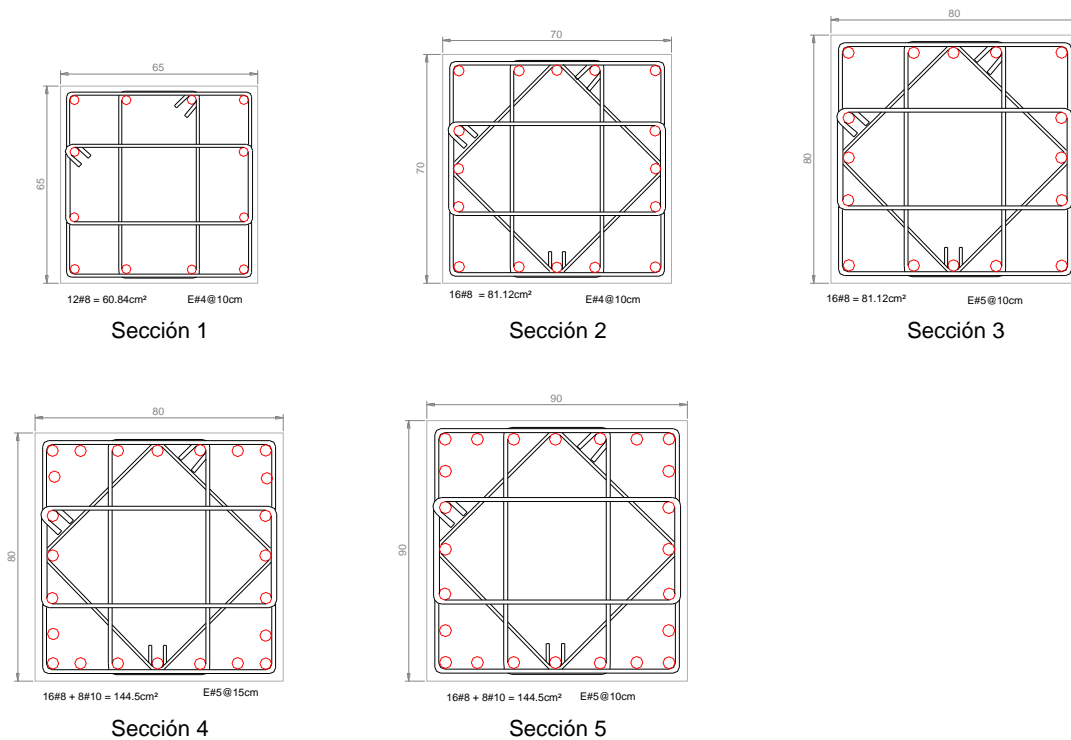 65
65
12#8 = 60.84cm² E#4@10cm
Sección 1
70
70
16#8 = 81.12cm² E#4@10cm
Sección 2
80
80
16#8 = 81.12cm² E#5@10cm
Sección 3
80
80
16#8 + 8#10 = 144.5cm² E#5@15cm
Sección 4
90
90
16#8 + 8#10 = 144.5cm² E#5@10cm
Sección 5